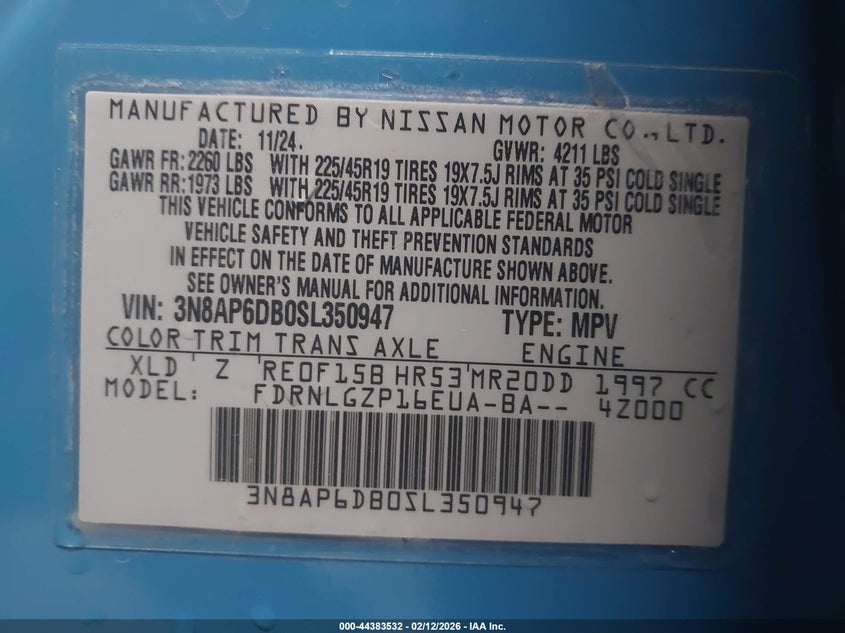 MANUFACTURED BY NISSAN MOTOR CO., LTD.
DATE: 11/24. GVWR: 4211 LBS
GAWR FR: 2260 LBS WITH 225/45R19 TIRES 19X7.5J RIMS AT 35 PSI COLD SINGLE
GAWR RR: 1973 LBS WITH 225/45R19 TIRES 19X7.5J RIMS AT 35 PSI COLD SINGLE
THIS VEHICLE CONFORMS TO ALL APPLICABLE FEDERAL MOTOR
VEHICLE SAFETY AND THEFT PREVENTION STANDARDS
IN EFFECT ON THE DATE OF MANUFACTURE SHOWN ABOVE.
SEE OWNER'S MANUAL FOR ADDITIONAL INFORMATION.
VIN: 3N8AP6DB0SL350947 TYPE: MPV
COLOR TRIM TRANS AXLE ENGINE
XLD Z RE0F15B HR53 MR20DD 1997 CC
MODEL: FDRNLGZP16EUA-BA-- 4Z000
3N8AP6DB0SL350947
000-44383532 - 02/12/2026 - IAA Inc.